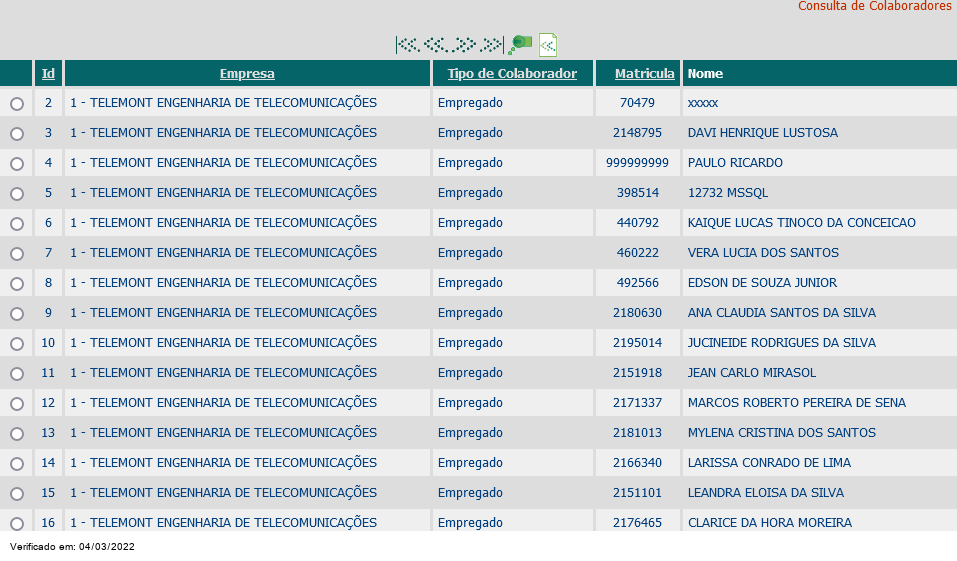 Consulta de Colaboradores
Id Empresa Tipo de Colaborador Matricula Nome
2 1 - TELEMONT ENGENHARIA DE TELECOMUNICAÇÕES Empregado 70479 xxxxx
3 1 - TELEMONT ENGENHARIA DE TELECOMUNICAÇÕES Empregado 2148795 DAVI HENRIQUE LUSTOSA
4 1 - TELEMONT ENGENHARIA DE TELECOMUNICAÇÕES Empregado 999999999 PAULO RICARDO
5 1 - TELEMONT ENGENHARIA DE TELECOMUNICAÇÕES Empregado 398514 12732 MSSQL
6 1 - TELEMONT ENGENHARIA DE TELECOMUNICAÇÕES Empregado 440792 KAIQUE LUCAS TINOCO DA CONCEICAO
7 1 - TELEMONT ENGENHARIA DE TELECOMUNICAÇÕES Empregado 460222 VERA LUCIA DOS SANTOS
8 1 - TELEMONT ENGENHARIA DE TELECOMUNICAÇÕES Empregado 492566 EDSON DE SOUZA JUNIOR
9 1 - TELEMONT ENGENHARIA DE TELECOMUNICAÇÕES Empregado 2180630 ANA CLAUDIA SANTOS DA SILVA
10 1 - TELEMONT ENGENHARIA DE TELECOMUNICAÇÕES Empregado 2195014 JUCINEIDE RODRIGUES DA SILVA
11 1 - TELEMONT ENGENHARIA DE TELECOMUNICAÇÕES Empregado 2151918 JEAN CARLO MIRASOL
12 1 - TELEMONT ENGENHARIA DE TELECOMUNICAÇÕES Empregado 2171337 MARCOS ROBERTO PEREIRA DE SENA
13 1 - TELEMONT ENGENHARIA DE TELECOMUNICAÇÕES Empregado 2181013 MYLENA CRISTINA DOS SANTOS
14 1 - TELEMONT ENGENHARIA DE TELECOMUNICAÇÕES Empregado 2166340 LARISSA CONRADO DE LIMA
15 1 - TELEMONT ENGENHARIA DE TELECOMUNICAÇÕES Empregado 2151101 LEANDRA ELOISA DA SILVA
16 1 - TELEMONT ENGENHARIA DE TELECOMUNICAÇÕES Empregado 2176465 CLARICE DA HORA MOREIRA
Verificado em: 04/03/2022